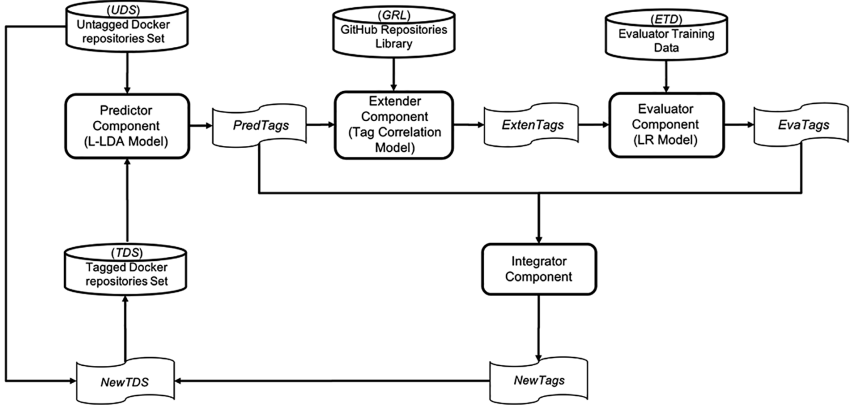 (UDS)
Untagged Docker
repositories Set
(GRL)
GitHub Repositories
Library
(ETD)
Evaluator Training
Data
Predictor
Component
(L-LDA Model)
PredTags
Extender
Component
(Tag Correlation
Model)
ExtenTags
Evaluator
Component
(LR Model)
EvaTags
(TDS)
Tagged Docker
repositories Set
Integrator
Component
NewTDS
NewTags